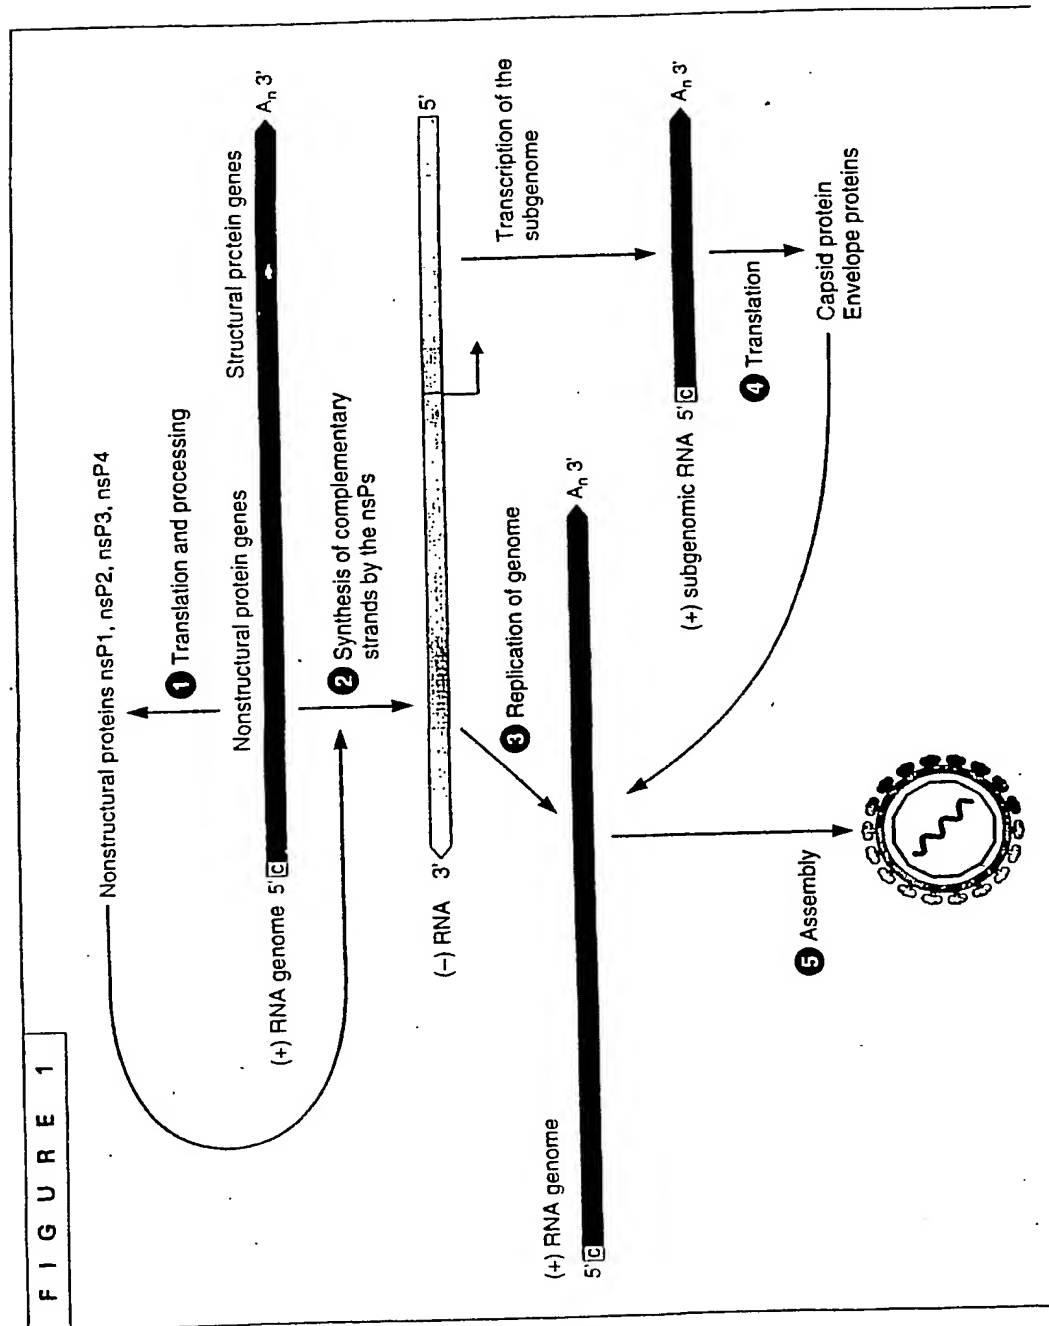 FIGURE 1
Nonstructural proteins nsP1, nsP2, nsP3, nsP4
1 Translation and processing
Nonstructural protein genes
Structural prctein genes
(+) RNA genome 5' C
An 3'
2 Synthesis of complementary
strands by the nsPs
(–) RNA 3'
5'
3 Replication of genome
Transcription of the
subgenome
(+) RNA genome
5' C
An 3'
(+) subgenomic RNA 5' C
An 3'
4 Translation
Capsid protein
Envelope proteins
5 Assembly